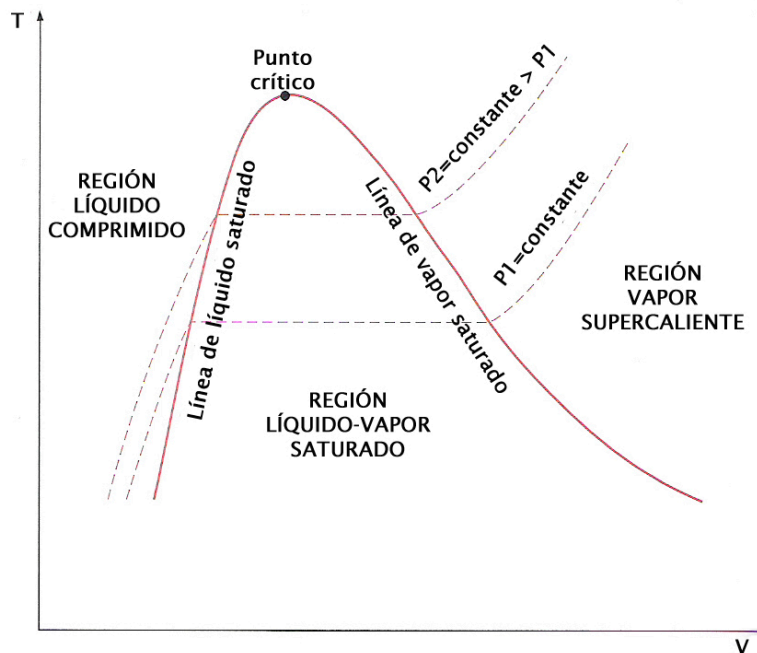 T
Punto
crítico
P2=constante > P1
REGIÓN
LÍQUIDO
COMPRIMIDO
Línea de líquido saturado
Línea de vapor saturado
P1=constante
REGIÓN
VAPOR
SUPERCALIENTE
REGIÓN
LÍQUIDO-VAPOR
SATURADO
V